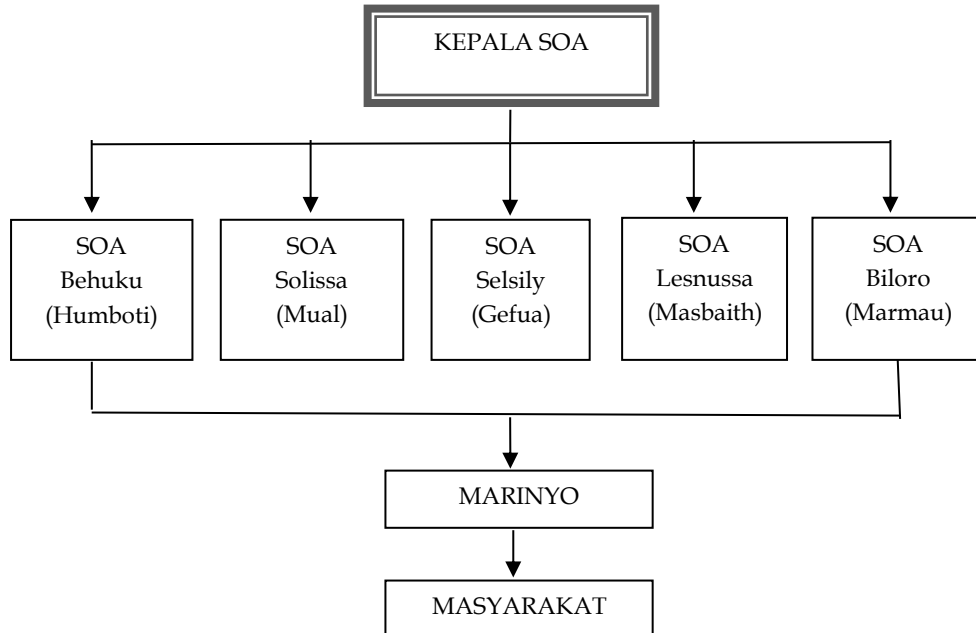 KEPALA SOA
SOA
Behuku
(Humboti)
SOA
Solissa
(Mual)
SOA
Selsily
(Gefua)
SOA
Lesnussa
(Masbaith)
SOA
Biloro
(Marmau)
MARINYO
MASYARAKAT